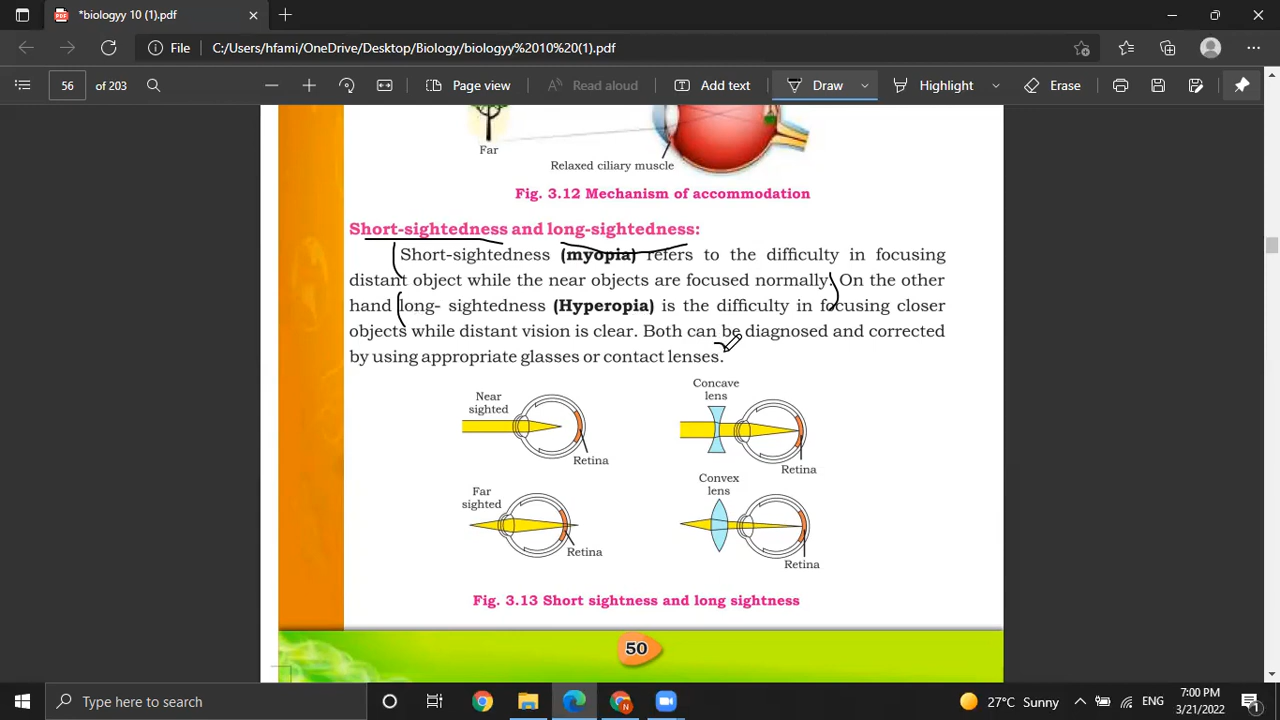 *biology 10 (1).pdf
File
C:/Users/hfami/OneDrive/Desktop/Biology/biologyy%2010%20(1).pdf
56 of 203
Page view
Read aloud
Add text
Draw
Highlight
Erase
Far
Relaxed ciliary muscle
Fig. 3.12 Mechanism of accommodation
Short-sightedness and long-sightedness:
Short-sightedness (myopia) refers to the difficulty in focusing
distant object while the near objects are focused normally. On the other
hand long- sightedness (Hyperopia) is the difficulty in focusing closer
objects while distant vision is clear. Both can be diagnosed and corrected
by using appropriate glasses or contact lenses.
Near
sighted
Retina
Concave
lens
Retina
Far
sighted
Retina
Convex
lens
Retina
Fig. 3.13 Short sightness and long sightness
50
Type here to search
27°C Sunny
ENG
7:00 PM
3/21/2022